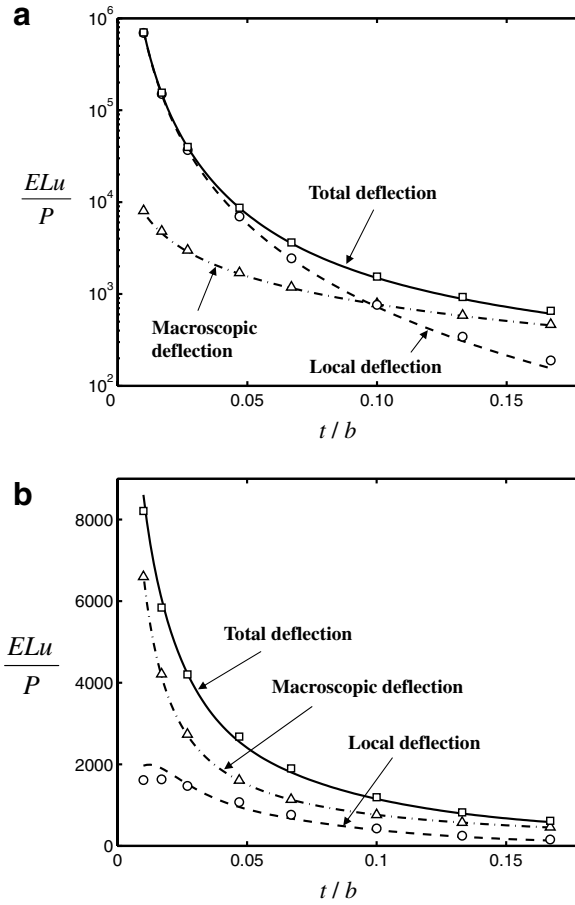 a
10^6
10^5
10^4
10^3
10^2
ELu
P
Total deflection
Macroscopic
deflection
Local deflection
0
0.05
0.10
0.15
t / b
b
8000
6000
4000
2000
0
ELu
P
Total deflection
Macroscopic deflection
Local deflection
0
0.05
0.1
0.15
t / b